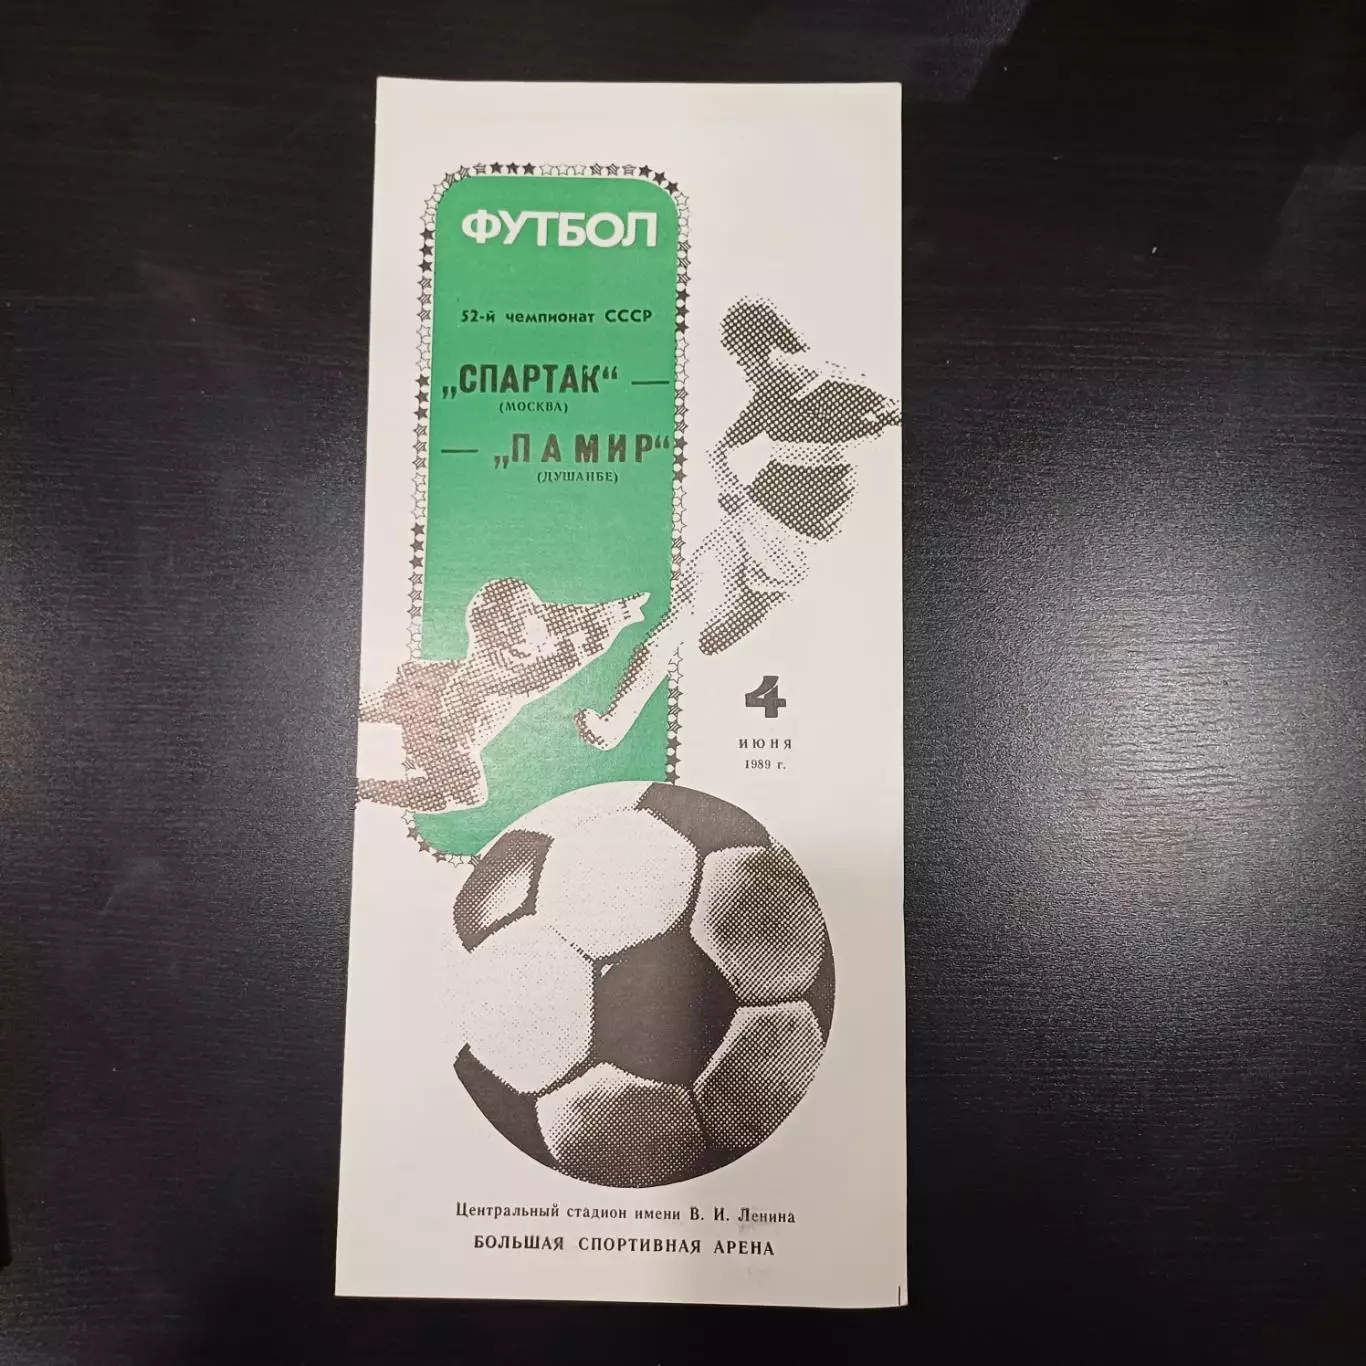 ФУТБОЛ
52-й чемпионат СССР
„СПАРТАК“ —
(МОСКВА)
— „ПАМИР“
(ДУШАНБЕ)
4
ИЮНЯ
1989 г.
Центральный стадион имени В. И. Ленина
БОЛЬШАЯ СПОРТИВНАЯ АРЕНА